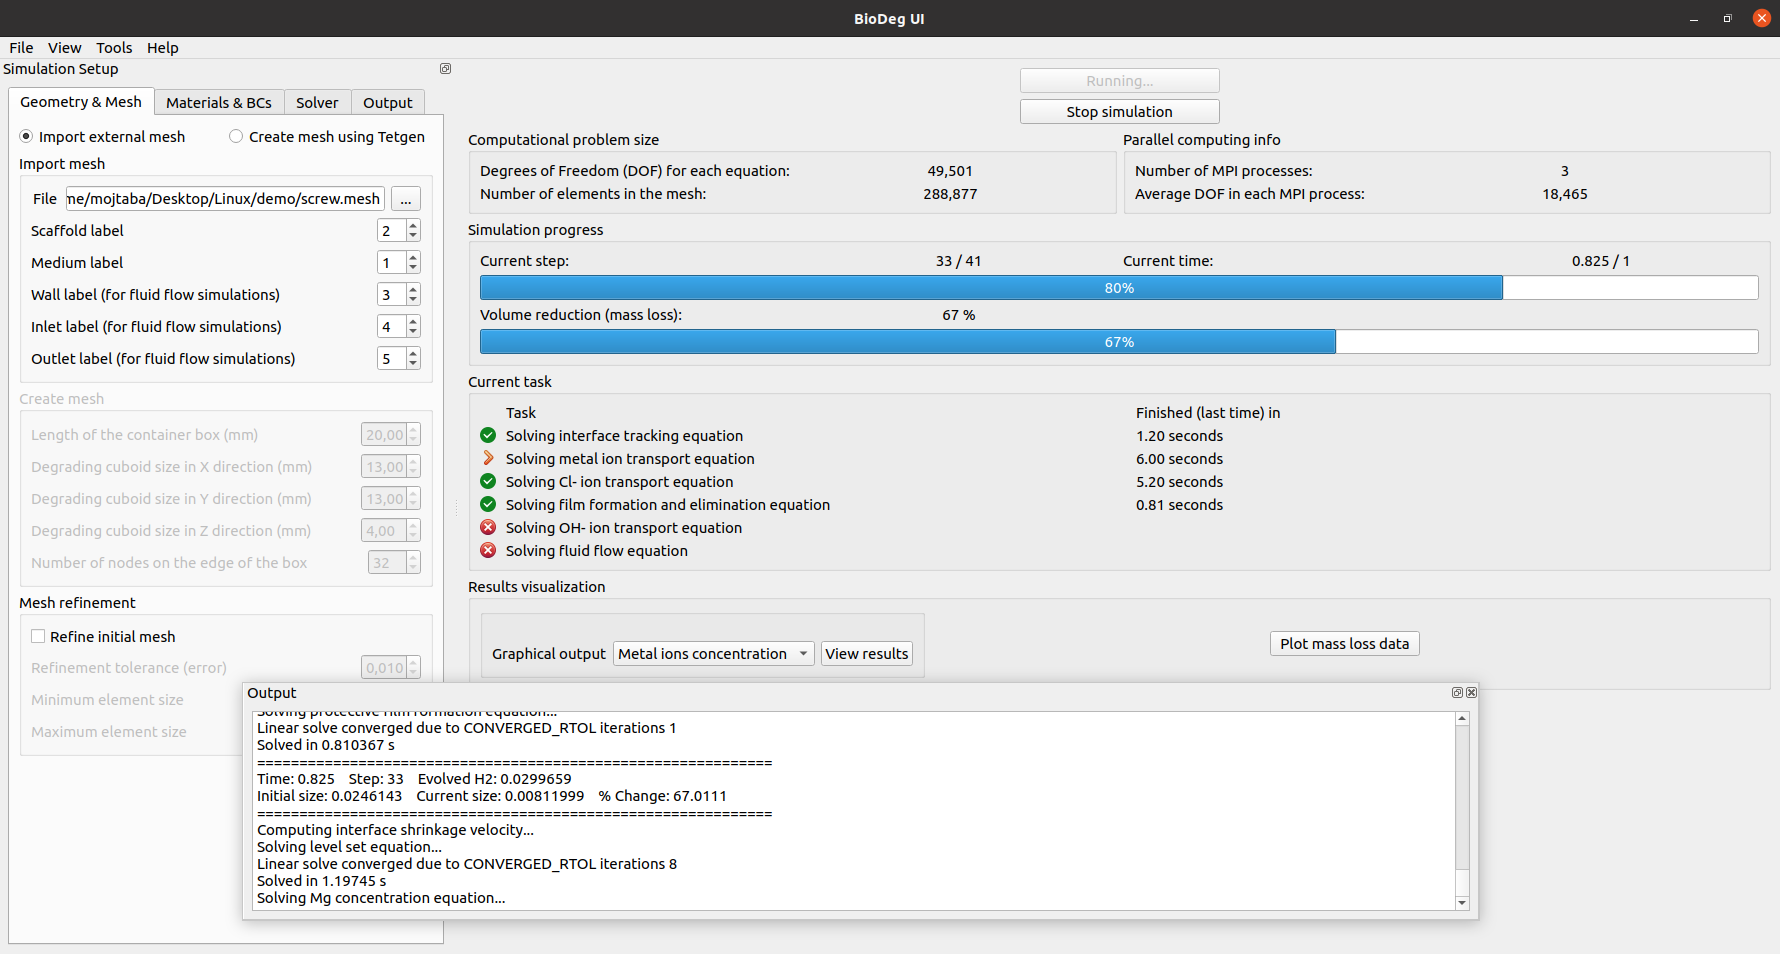 BioDeg UI
File View Tools Help
Simulation Setup
Geometry & Mesh Materials & BCs Solver Output
Import external mesh Create mesh using Tetgen
Import mesh
File me/mojtaba/Desktop/Linux/demo/screw.mesh ...
Scaffold label 2
Medium label 1
Wall label (for fluid flow simulations) 3
Inlet label (for fluid flow simulations) 4
Outlet label (for fluid flow simulations) 5
Create mesh
Length of the container box (mm) 20,00
Degrading cuboid size in X direction (mm) 13,00
Degrading cuboid size in Y direction (mm) 13,00
Degrading cuboid size in Z direction (mm) 4,00
Number of nodes on the edge of the box 32
Mesh refinement
Refine initial mesh
Refinement tolerance (error) 0,010
Minimum element size
Maximum element size
Running...
Stop simulation
Computational problem size
Degrees of Freedom (DOF) for each equation: 49,501
Number of elements in the mesh: 288,877
Parallel computing info
Number of MPI processes: 3
Average DOF in each MPI process: 18,465
Simulation progress
Current step: 33 / 41 Current time: 0.825 / 1
80%
Volume reduction (mass loss): 67 %
67%
Current task
Task Finished (last time) in
Solving interface tracking equation 1.20 seconds
Solving metal ion transport equation 6.00 seconds
Solving Cl- ion transport equation 5.20 seconds
Solving film formation and elimination equation 0.81 seconds
Solving OH- ion transport equation
Solving fluid flow equation
Results visualization
Graphical output Metal ions concentration View results
Plot mass loss data
Output
Solving protective film formation equation...
Linear solve converged due to CONVERGED_RTOL iterations 1
Solved in 0.810367 s
=============================================================
Time: 0.825 Step: 33 Evolved H2: 0.0299659
Initial size: 0.0246143 Current size: 0.00811999 % Change: 67.0111
=============================================================
Computing interface shrinkage velocity...
Solving level set equation...
Linear solve converged due to CONVERGED_RTOL iterations 8
Solved in 1.19745 s
Solving Mg concentration equation...